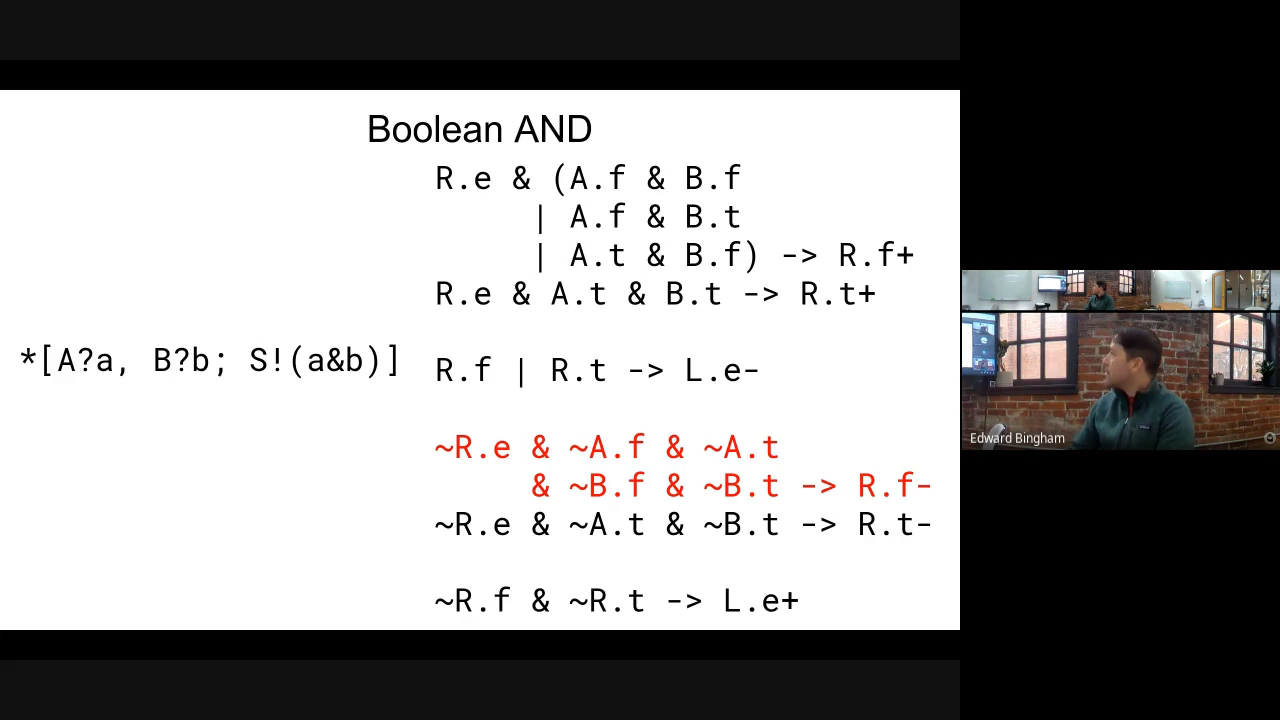 Boolean AND
*[A?a, B?b; S!(a&b)]
R.e & (A.f & B.f
| A.f & B.t
| A.t & B.f) -> R.f+
R.e & A.t & B.t -> R.t+
R.f | R.t -> L.e-
~R.e & ~A.f & ~A.t
& ~B.f & ~B.t -> R.f-
~R.e & ~A.t & ~B.t -> R.t-
~R.f & ~R.t -> L.e+
Edward Bingham